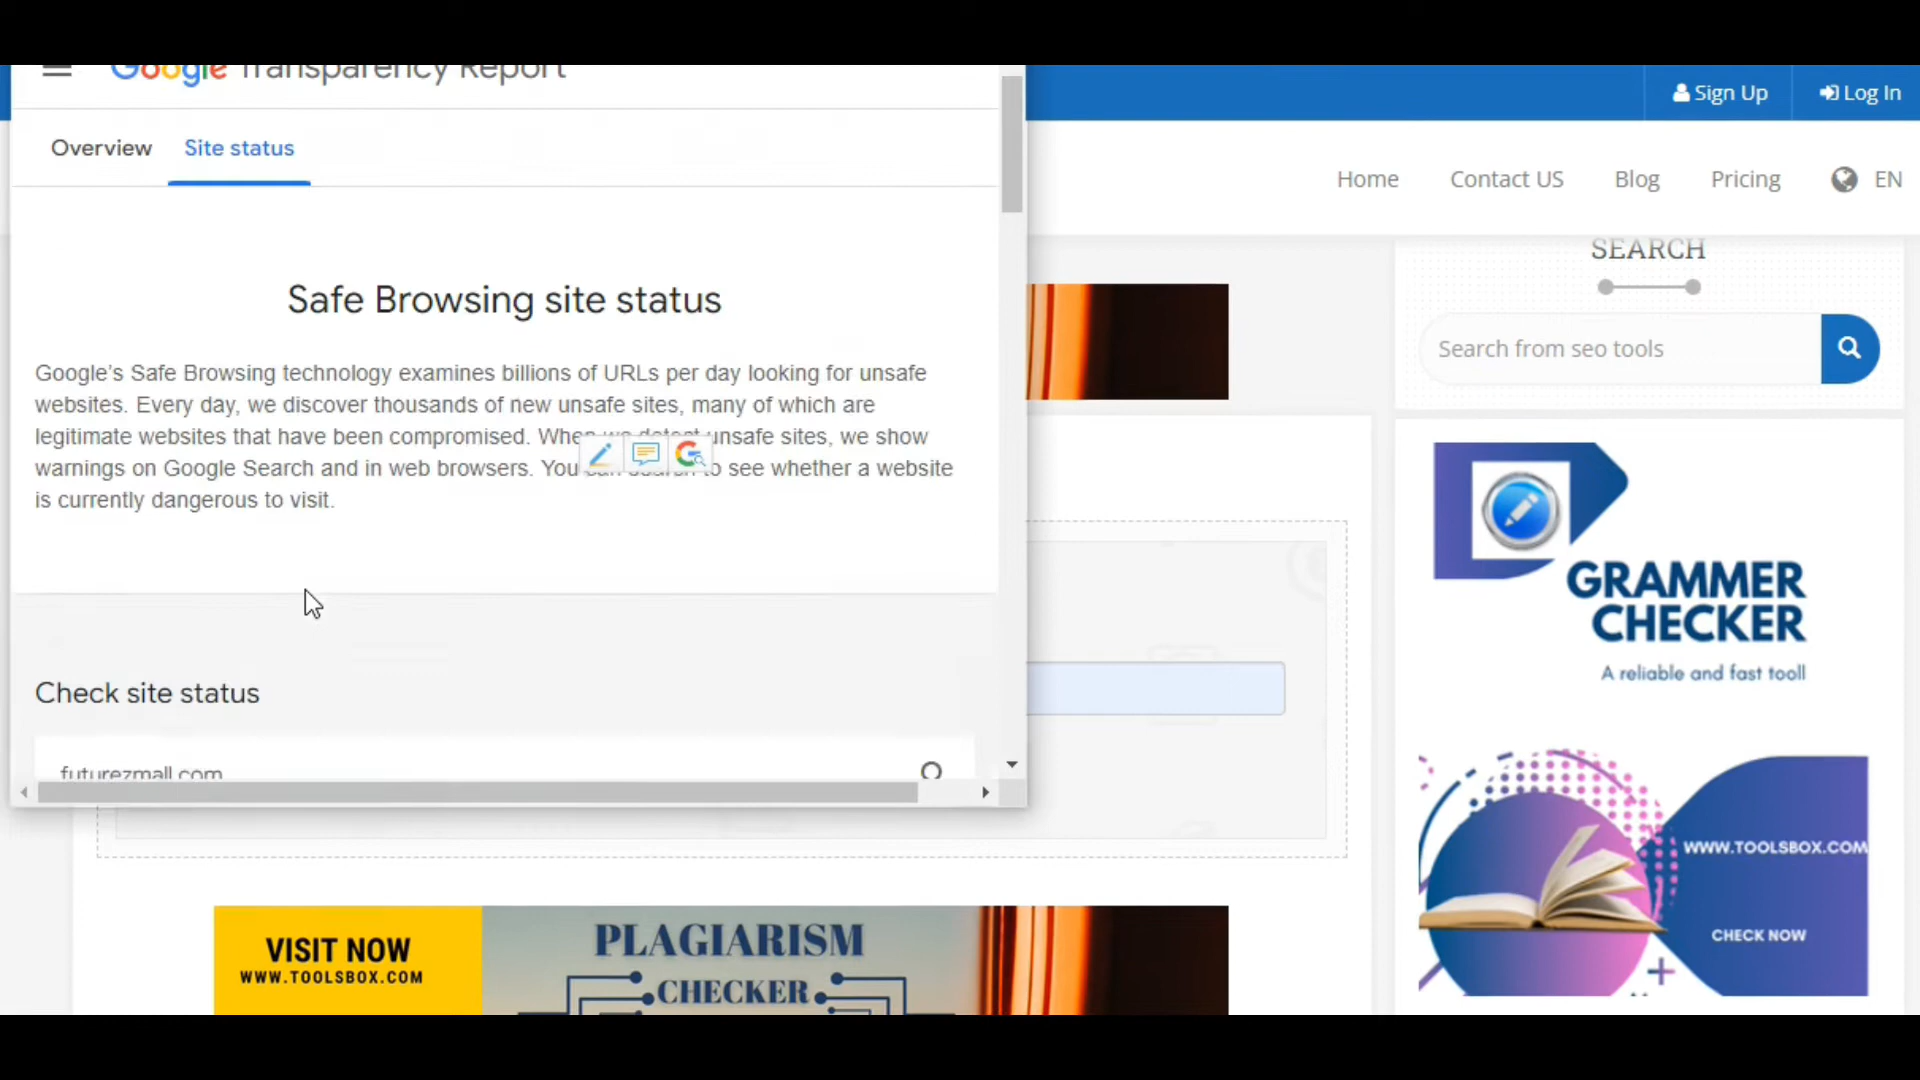 Google Transparency Report
Sign Up
Log In
Overview
Site status
Home
Contact US
Blog
Pricing
EN
Safe Browsing site status
Google's Safe Browsing technology examines billions of URLs per day looking for unsafe
websites. Every day, we discover thousands of new unsafe sites, many of which are
legitimate websites that have been compromised. When we detect unsafe sites, we show
warnings on Google Search and in web browsers. You can search to see whether a website
is currently dangerous to visit.
Check site status
futurezmall.com
SEARCH
Search from seo tools
GRAMMER
CHECKER
A reliable and fast tooll
WWW.TOOLSBOX.COM
CHECK NOW
VISIT NOW
WWW.TOOLSBOX.COM
PLAGIARISM
CHECKER